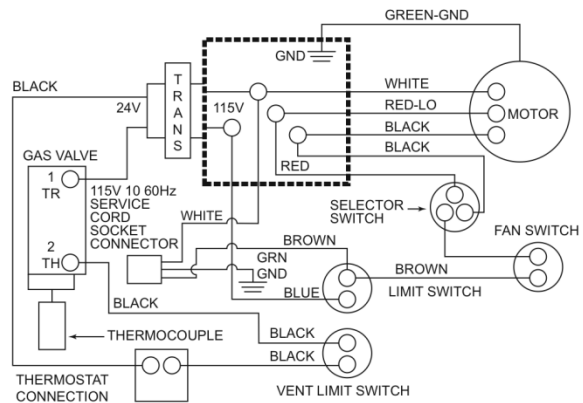 GREEN-GND
GND
BLACK
24V
TRANS
115V
WHITE
RED-LO
MOTOR
BLACK
BLACK
GAS VALVE
1
TR
2
TH
115V 10 60Hz
SERVICE
CORD
SOCKET
CONNECTOR
WHITE
RED
SELECTOR
SWITCH
FAN SWITCH
BROWN
GRN
GND
BROWN
LIMIT SWITCH
BLUE
BLACK
THERMOCOUPLE
BLACK
BLACK
THERMOSTAT
CONNECTION
VENT LIMIT SWITCH